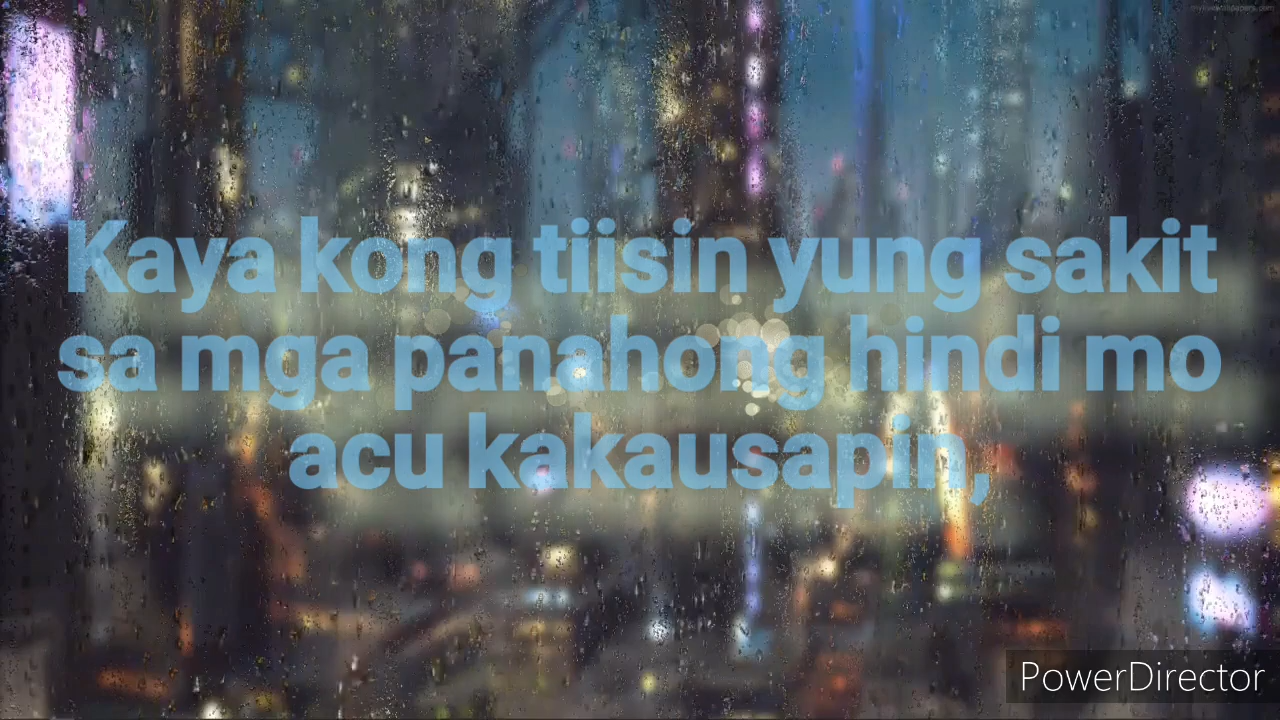 Kaya kong tiisin yung sakit
sa mga panahong hindi mo
acu kakausapin,
PowerDirector